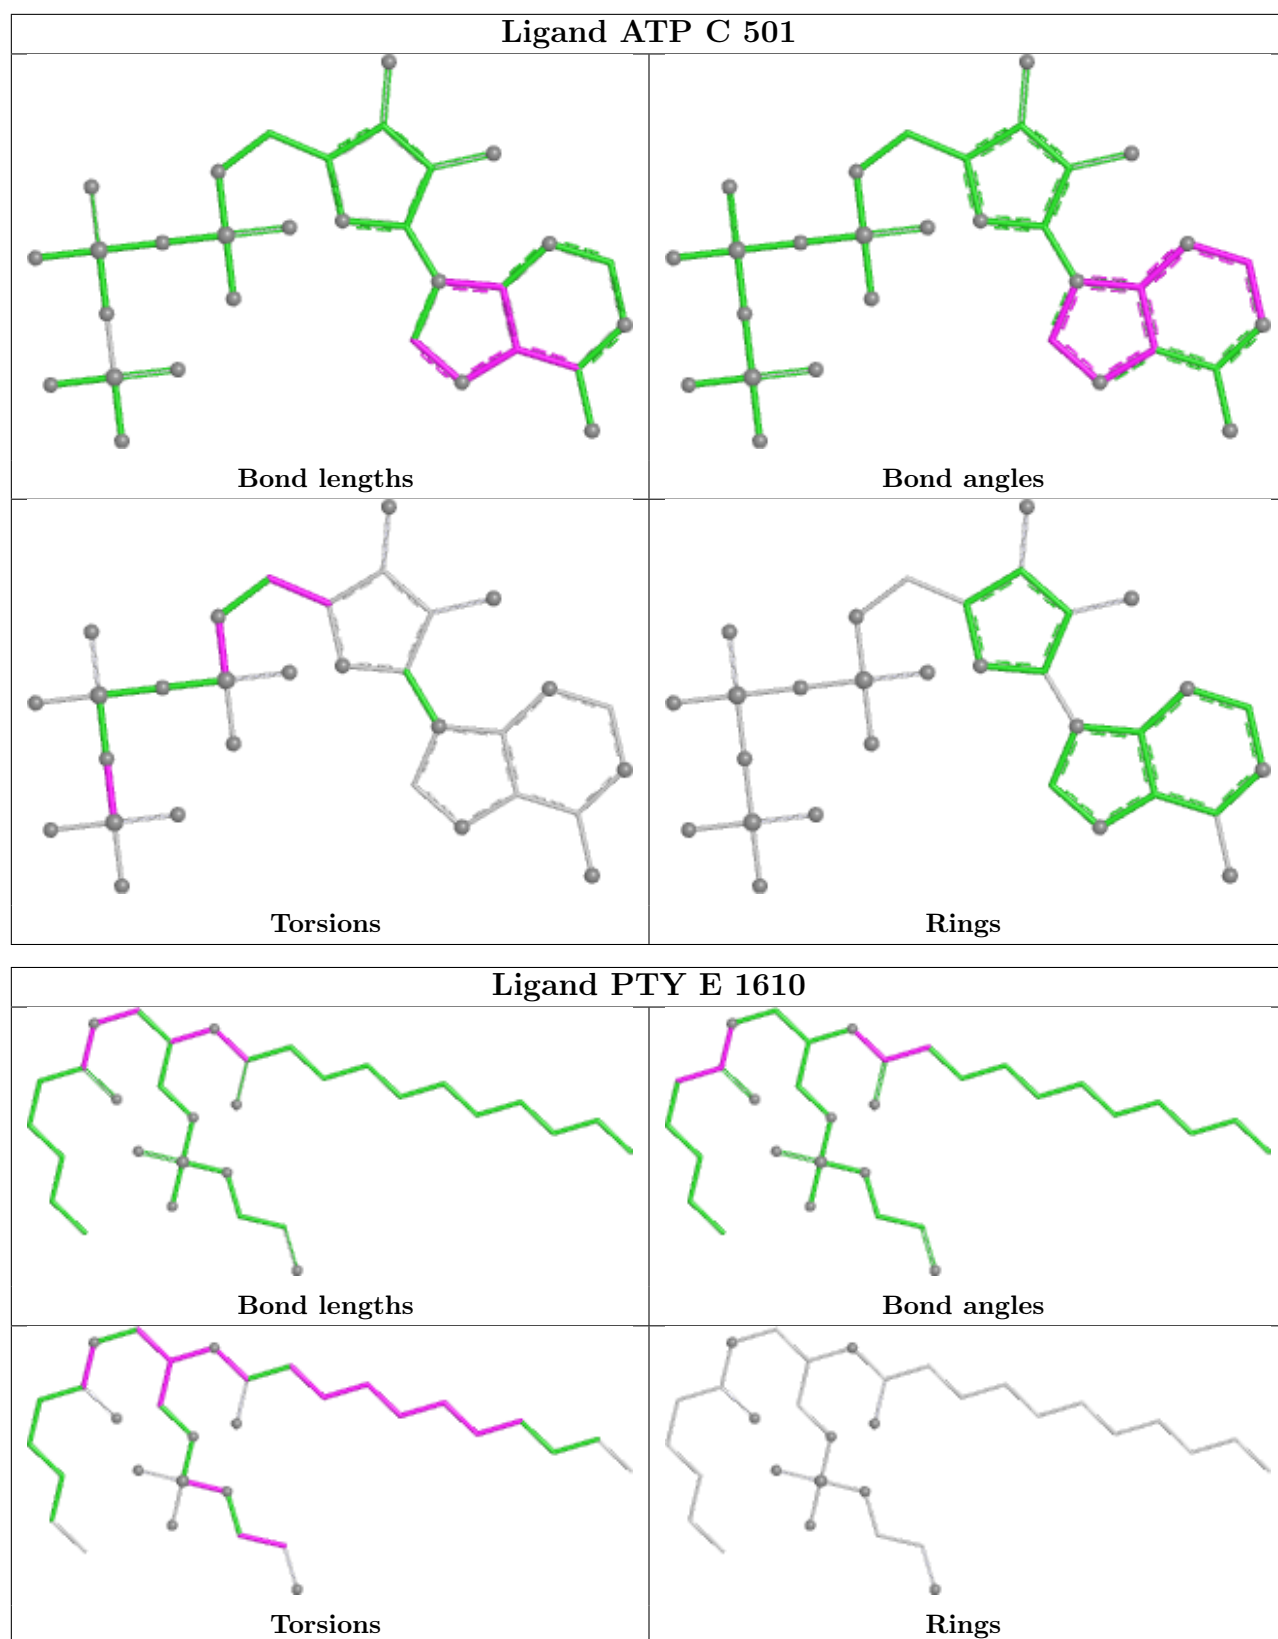 Ligand ATP C 501
Bond lengths
Bond angles
Torsions
Rings
Ligand PTY E 1610
Bond lengths
Bond angles
Torsions
Rings